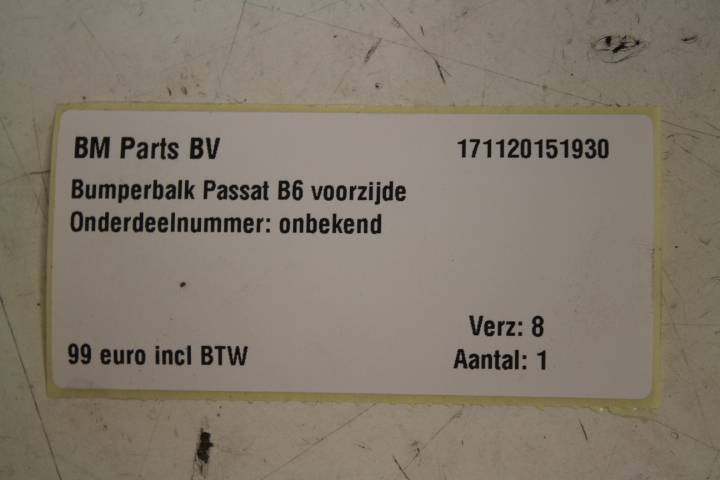 BM Parts BV 171120151930
Bumperbalk Passat B6 voorzijde
Onderdeelnummer: onbekend
Verz: 8
99 euro incl BTW Aantal: 1